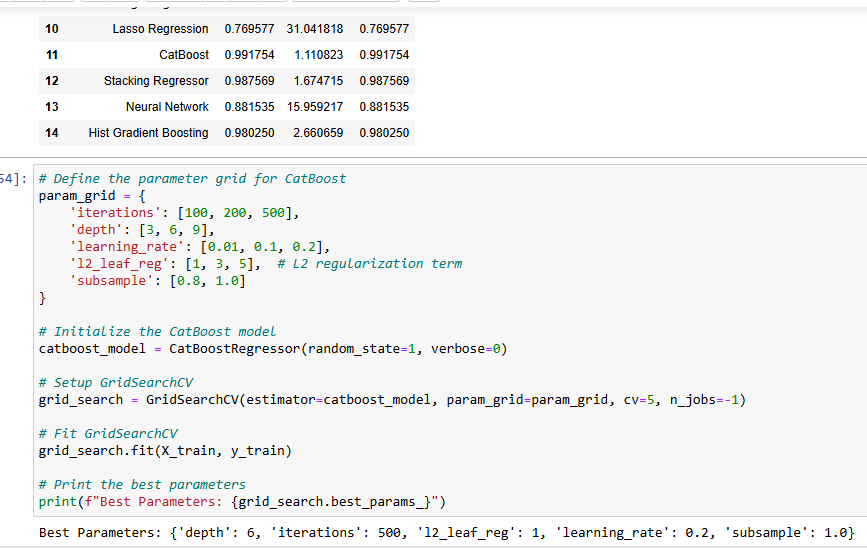 10 Lasso Regression 0.769577 31.041818 0.769577
11 CatBoost 0.991754 1.110823 0.991754
12 Stacking Regressor 0.987569 1.674715 0.987569
13 Neural Network 0.881535 15.959217 0.881535
14 Hist Gradient Boosting 0.980250 2.660659 0.980250
54]: # Define the parameter grid for CatBoost
param_grid = {
    'iterations': [100, 200, 500],
    'depth': [3, 6, 9],
    'learning_rate': [0.01, 0.1, 0.2],
    'l2_leaf_reg': [1, 3, 5],  # L2 regularization term
    'subsample': [0.8, 1.0]
}
# Initialize the CatBoost model
catboost_model = CatBoostRegressor(random_state=1, verbose=0)
# Setup GridSearchCV
grid_search = GridSearchCV(estimator=catboost_model, param_grid=param_grid, cv=5, n_jobs=-1)
# Fit GridSearchCV
grid_search.fit(X_train, y_train)
# Print the best parameters
print(f"Best Parameters: {grid_search.best_params_}")
Best Parameters: {'depth': 6, 'iterations': 500, 'l2_leaf_reg': 1, 'learning_rate': 0.2, 'subsample': 1.0}